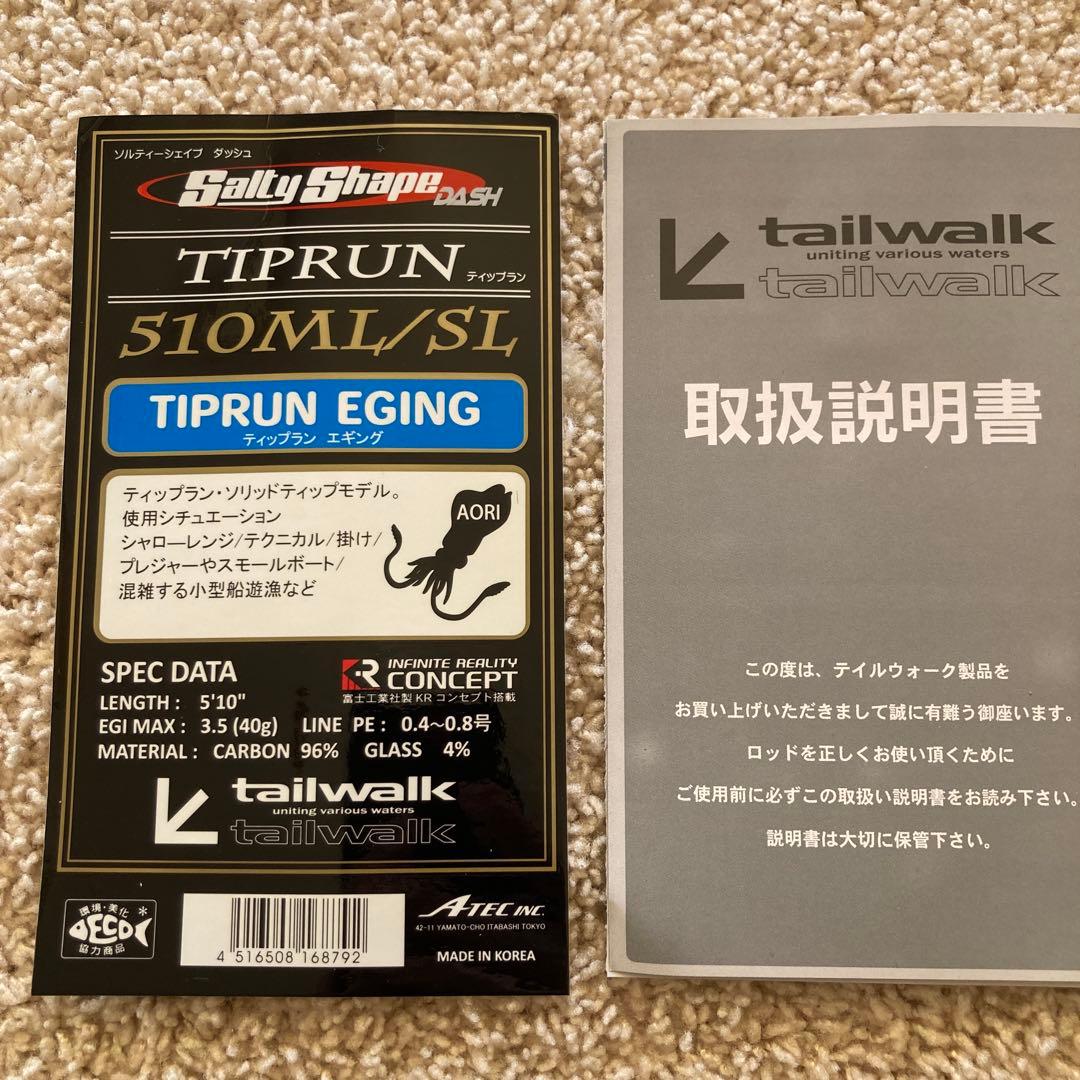 ソルティーシェイプ ダッシュ
Salty Shape DASH
TIPRUN ティップラン
510ML/SL
TIPRUN EGING
ティップラン エギング
ティップラン・ソリッドティップモデル。
使用シチュエーション
シャローレンジ/テクニカル/掛け/
プレジャーやスモールボート/
混雑する小型船遊漁など
AORI
SPEC DATA
KR INFINITE REALITY
CONCEPT
富士工業社製KRコンセプト搭載
LENGTH : 5'10"
EGI MAX : 3.5 (40g) LINE PE : 0.4〜0.8号
MATERIAL : CARBON 96% GLASS 4%
tailwalk
uniting various waters
tailwalk
環境・美化
ECO
協力商品
4 516508 168792
ATEC INC.
42-11 YAMATO-CHO ITABASHI TOKYO
MADE IN KOREA
tailwalk
uniting various waters
tailwalk
取扱説明書
この度は、テイルウォーク製品を
お買い上げいただきまして誠に有難う御座います。
ロッドを正しくお使い頂くために
ご使用前に必ずこの取扱い説明書をお読み下さい。
説明書は大切に保管下さい。